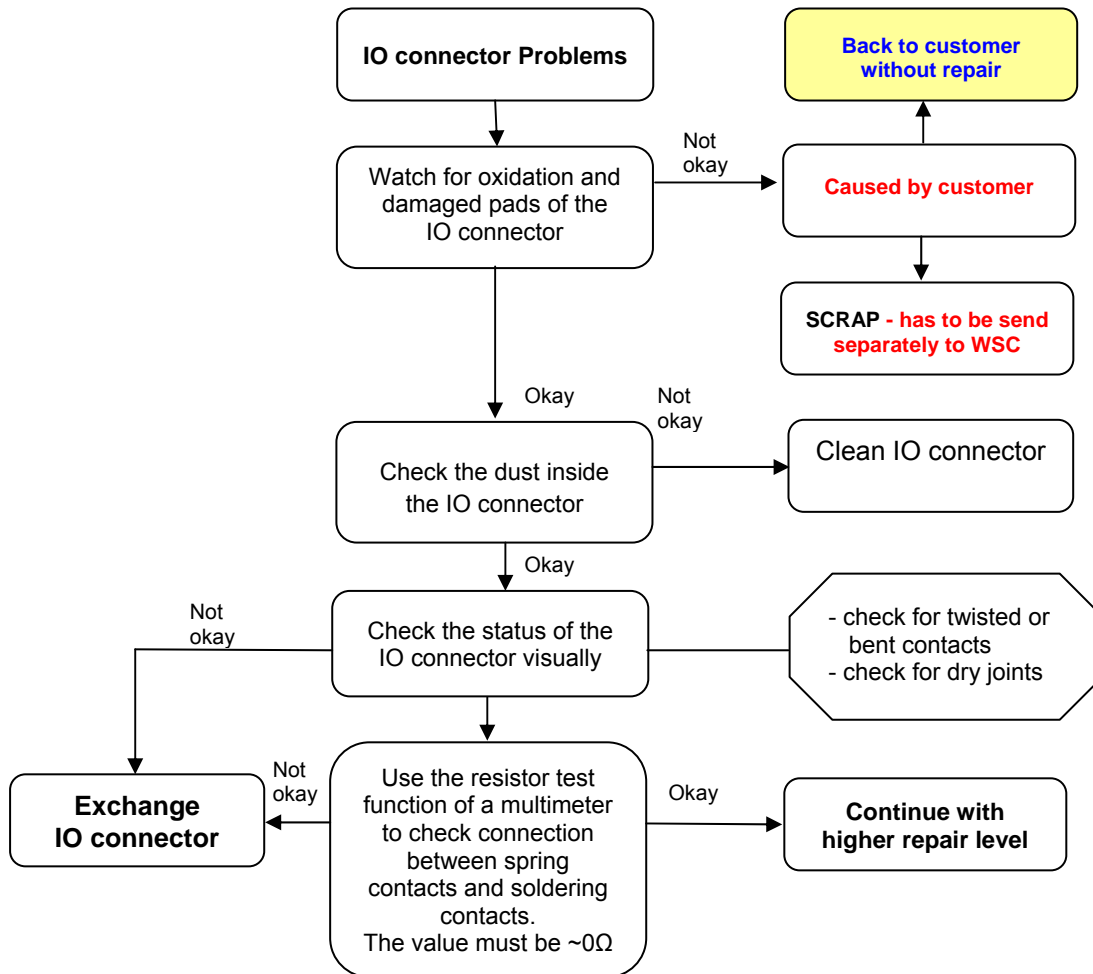 IO connector Problems
Back to customer
without repair
Not
okay
Watch for oxidation and
damaged pads of the
IO connector
Caused by customer
SCRAP - has to be send
separately to WSC
Okay
Not
okay
Check the dust inside
the IO connector
Clean IO connector
Okay
Not
okay
Check the status of the
IO connector visually
- check for twisted or
bent contacts
- check for dry joints
Exchange
IO connector
Not
okay
Use the resistor test
function of a multimeter
to check connection
between spring
contacts and soldering
contacts.
The value must be ~0Ω
Okay
Continue with
higher repair level